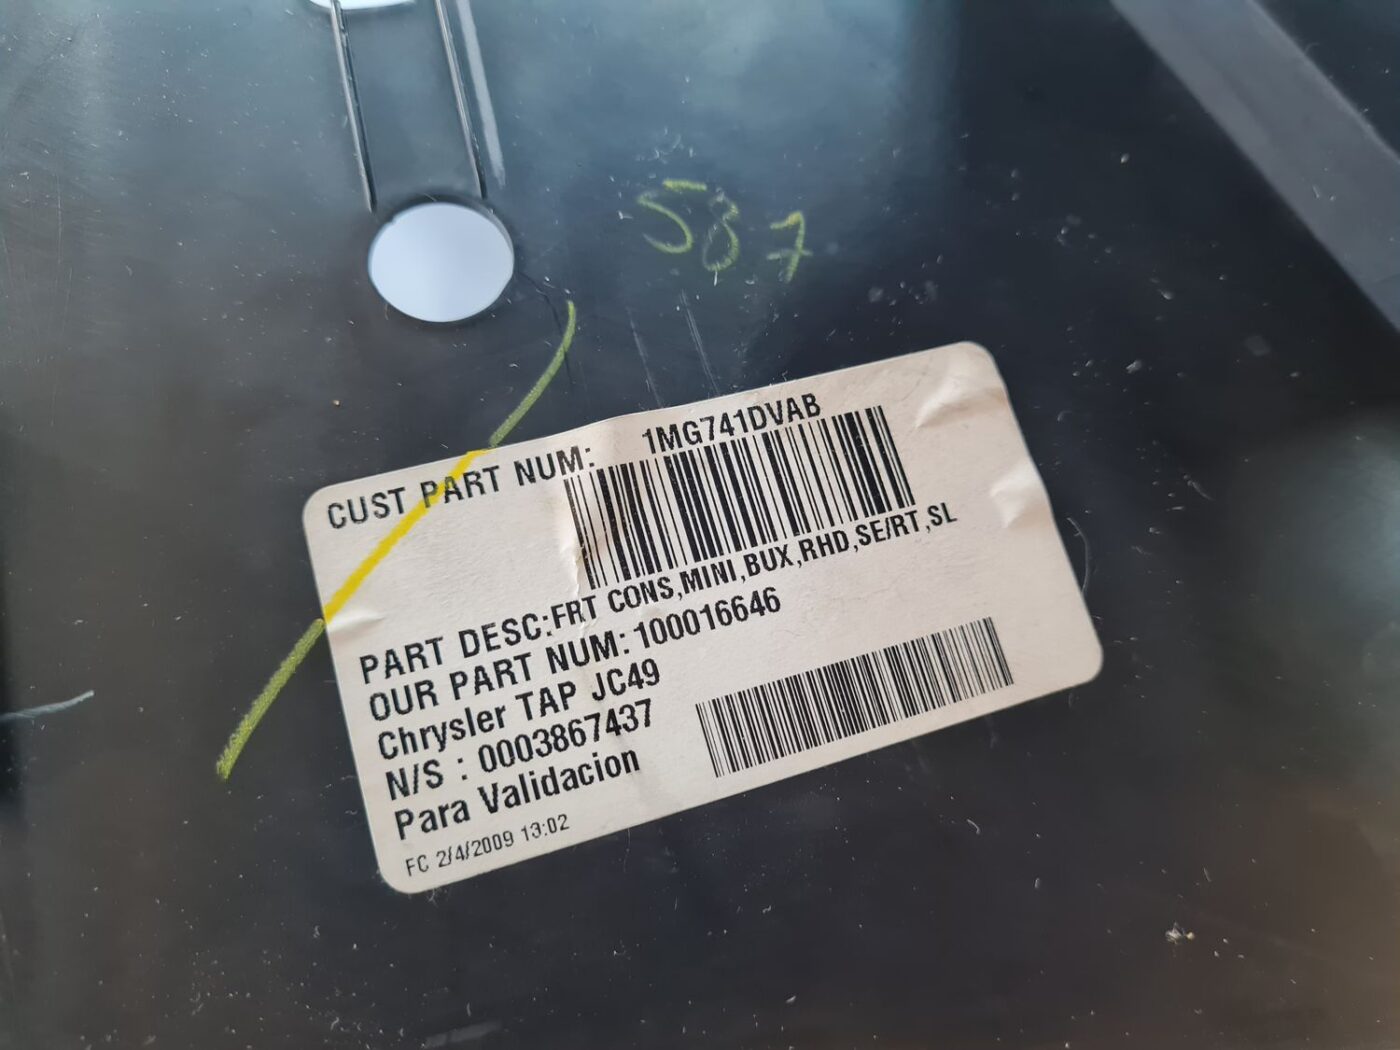 587
CUST PART NUM: 1MG741DVAB
PART DESC:FRT CONS,MINI,BUX,RHD,SE/RT,SL
OUR PART NUM:100016646
Chrysler TAP JC49
N/S : 0003867437
Para Validacion
FC 2/4/2009 13:02